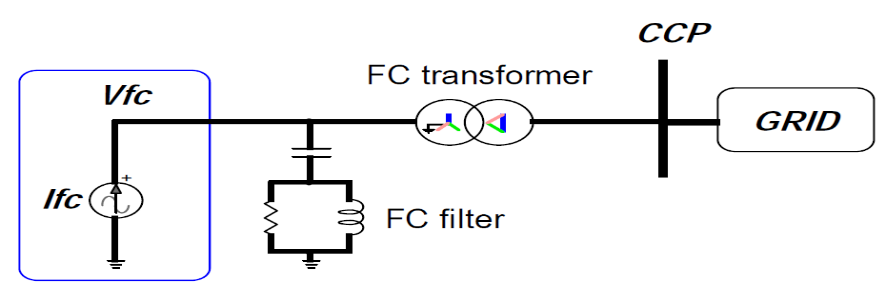 CCP
FC transformer
Vfc
GRID
Ifc
+
FC filter